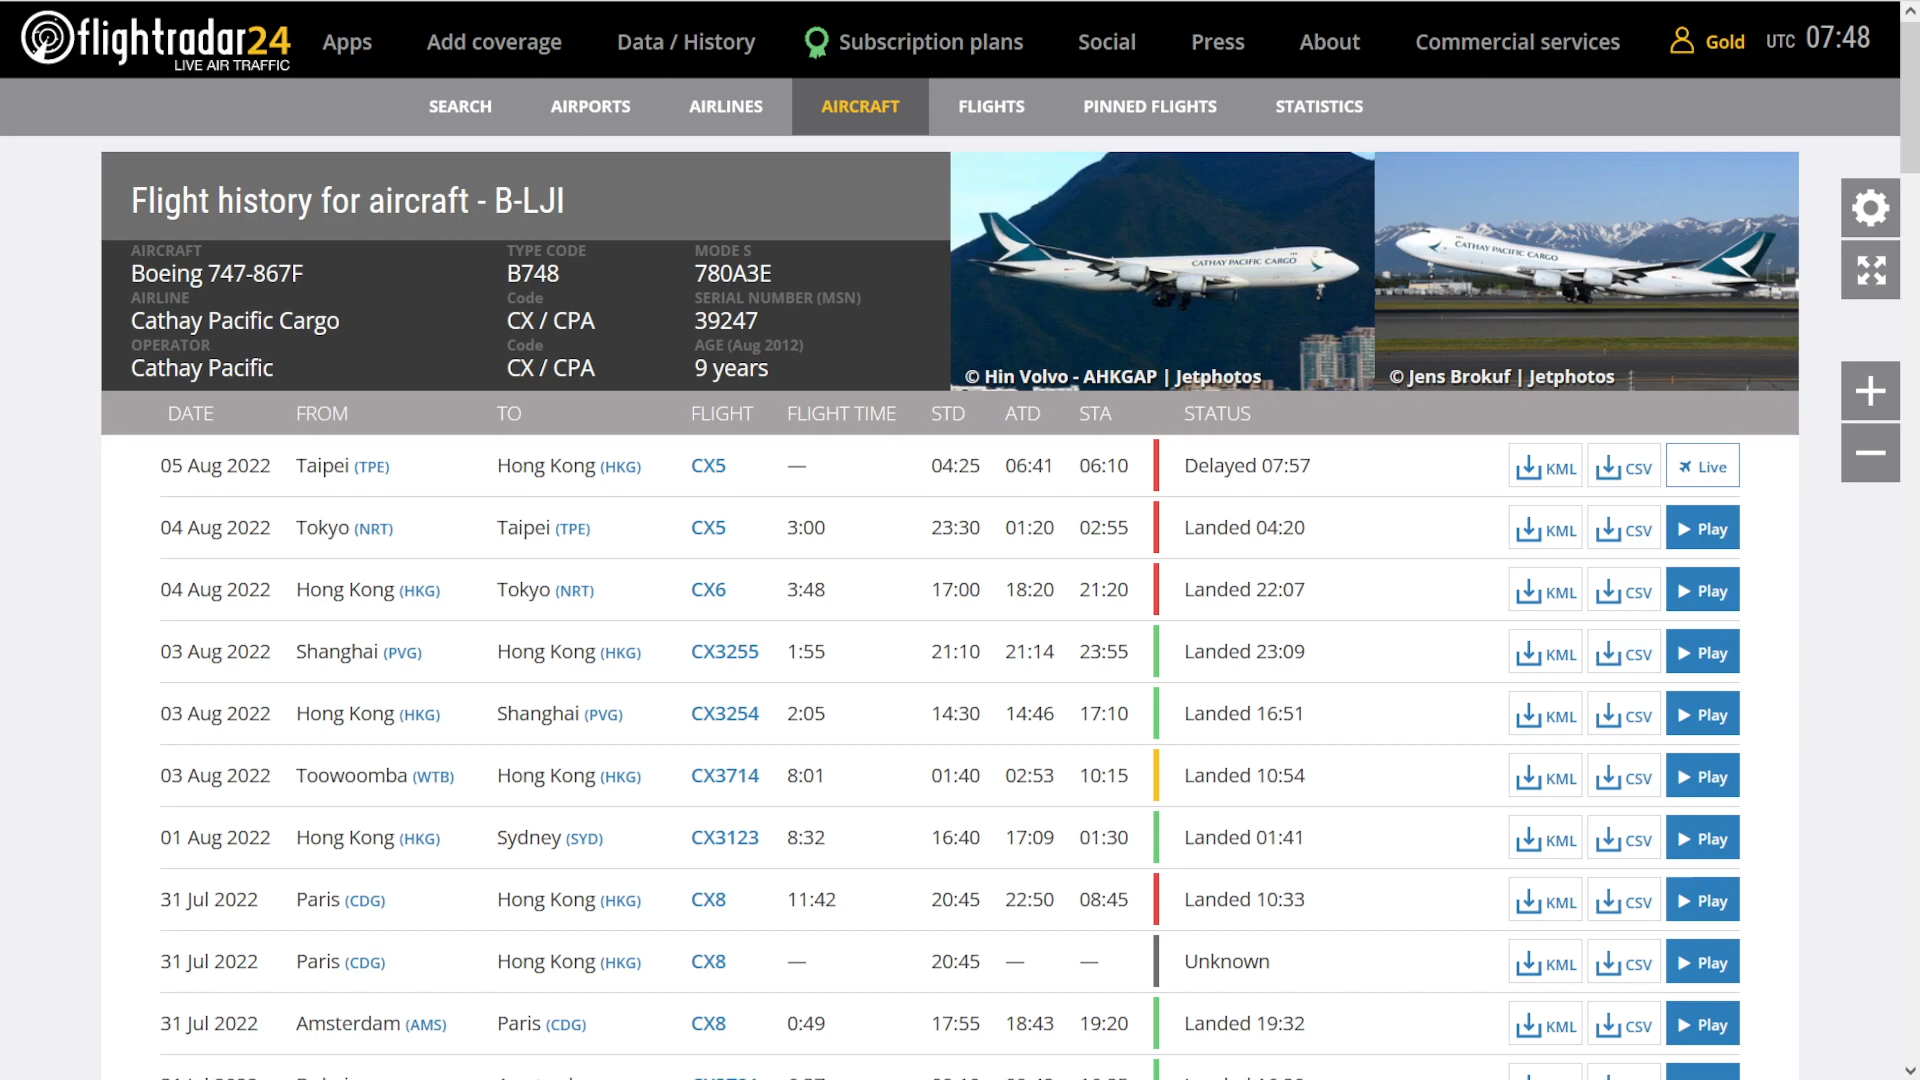 flightradar24
LIVE AIR TRAFFIC
Apps Add coverage Data / History Subscription plans Social Press About Commercial services Gold UTC 07:48
SEARCH AIRPORTS AIRLINES AIRCRAFT FLIGHTS PINNED FLIGHTS STATISTICS
Flight history for aircraft - B-LJI
AIRCRAFT TYPE CODE MODE S
Boeing 747-867F B748 780A3E
AIRLINE Code SERIAL NUMBER (MSN)
Cathay Pacific Cargo CX / CPA 39247
OPERATOR Code AGE (Aug 2012)
Cathay Pacific CX / CPA 9 years
CATHAY PACIFIC CARGO
© Hin Volvo - AHKGAP | Jetphotos
CATHAY PACIFIC CARGO
© Jens Brokuf | Jetphotos
DATE FROM TO FLIGHT FLIGHT TIME STD ATD STA STATUS
05 Aug 2022 Taipei (TPE) Hong Kong (HKG) CX5 — 04:25 06:41 06:10 Delayed 07:57 KML CSV Live
04 Aug 2022 Tokyo (NRT) Taipei (TPE) CX5 3:00 23:30 01:20 02:55 Landed 04:20 KML CSV Play
04 Aug 2022 Hong Kong (HKG) Tokyo (NRT) CX6 3:48 17:00 18:20 21:20 Landed 22:07 KML CSV Play
03 Aug 2022 Shanghai (PVG) Hong Kong (HKG) CX3255 1:55 21:10 21:14 23:55 Landed 23:09 KML CSV Play
03 Aug 2022 Hong Kong (HKG) Shanghai (PVG) CX3254 2:05 14:30 14:46 17:10 Landed 16:51 KML CSV Play
03 Aug 2022 Toowoomba (WTB) Hong Kong (HKG) CX3714 8:01 01:40 02:53 10:15 Landed 10:54 KML CSV Play
01 Aug 2022 Hong Kong (HKG) Sydney (SYD) CX3123 8:32 16:40 17:09 01:30 Landed 01:41 KML CSV Play
31 Jul 2022 Paris (CDG) Hong Kong (HKG) CX8 11:42 20:45 22:50 08:45 Landed 10:33 KML CSV Play
31 Jul 2022 Paris (CDG) Hong Kong (HKG) CX8 — 20:45 — — Unknown KML CSV Play
31 Jul 2022 Amsterdam (AMS) Paris (CDG) CX8 0:49 17:55 18:43 19:20 Landed 19:32 KML CSV Play